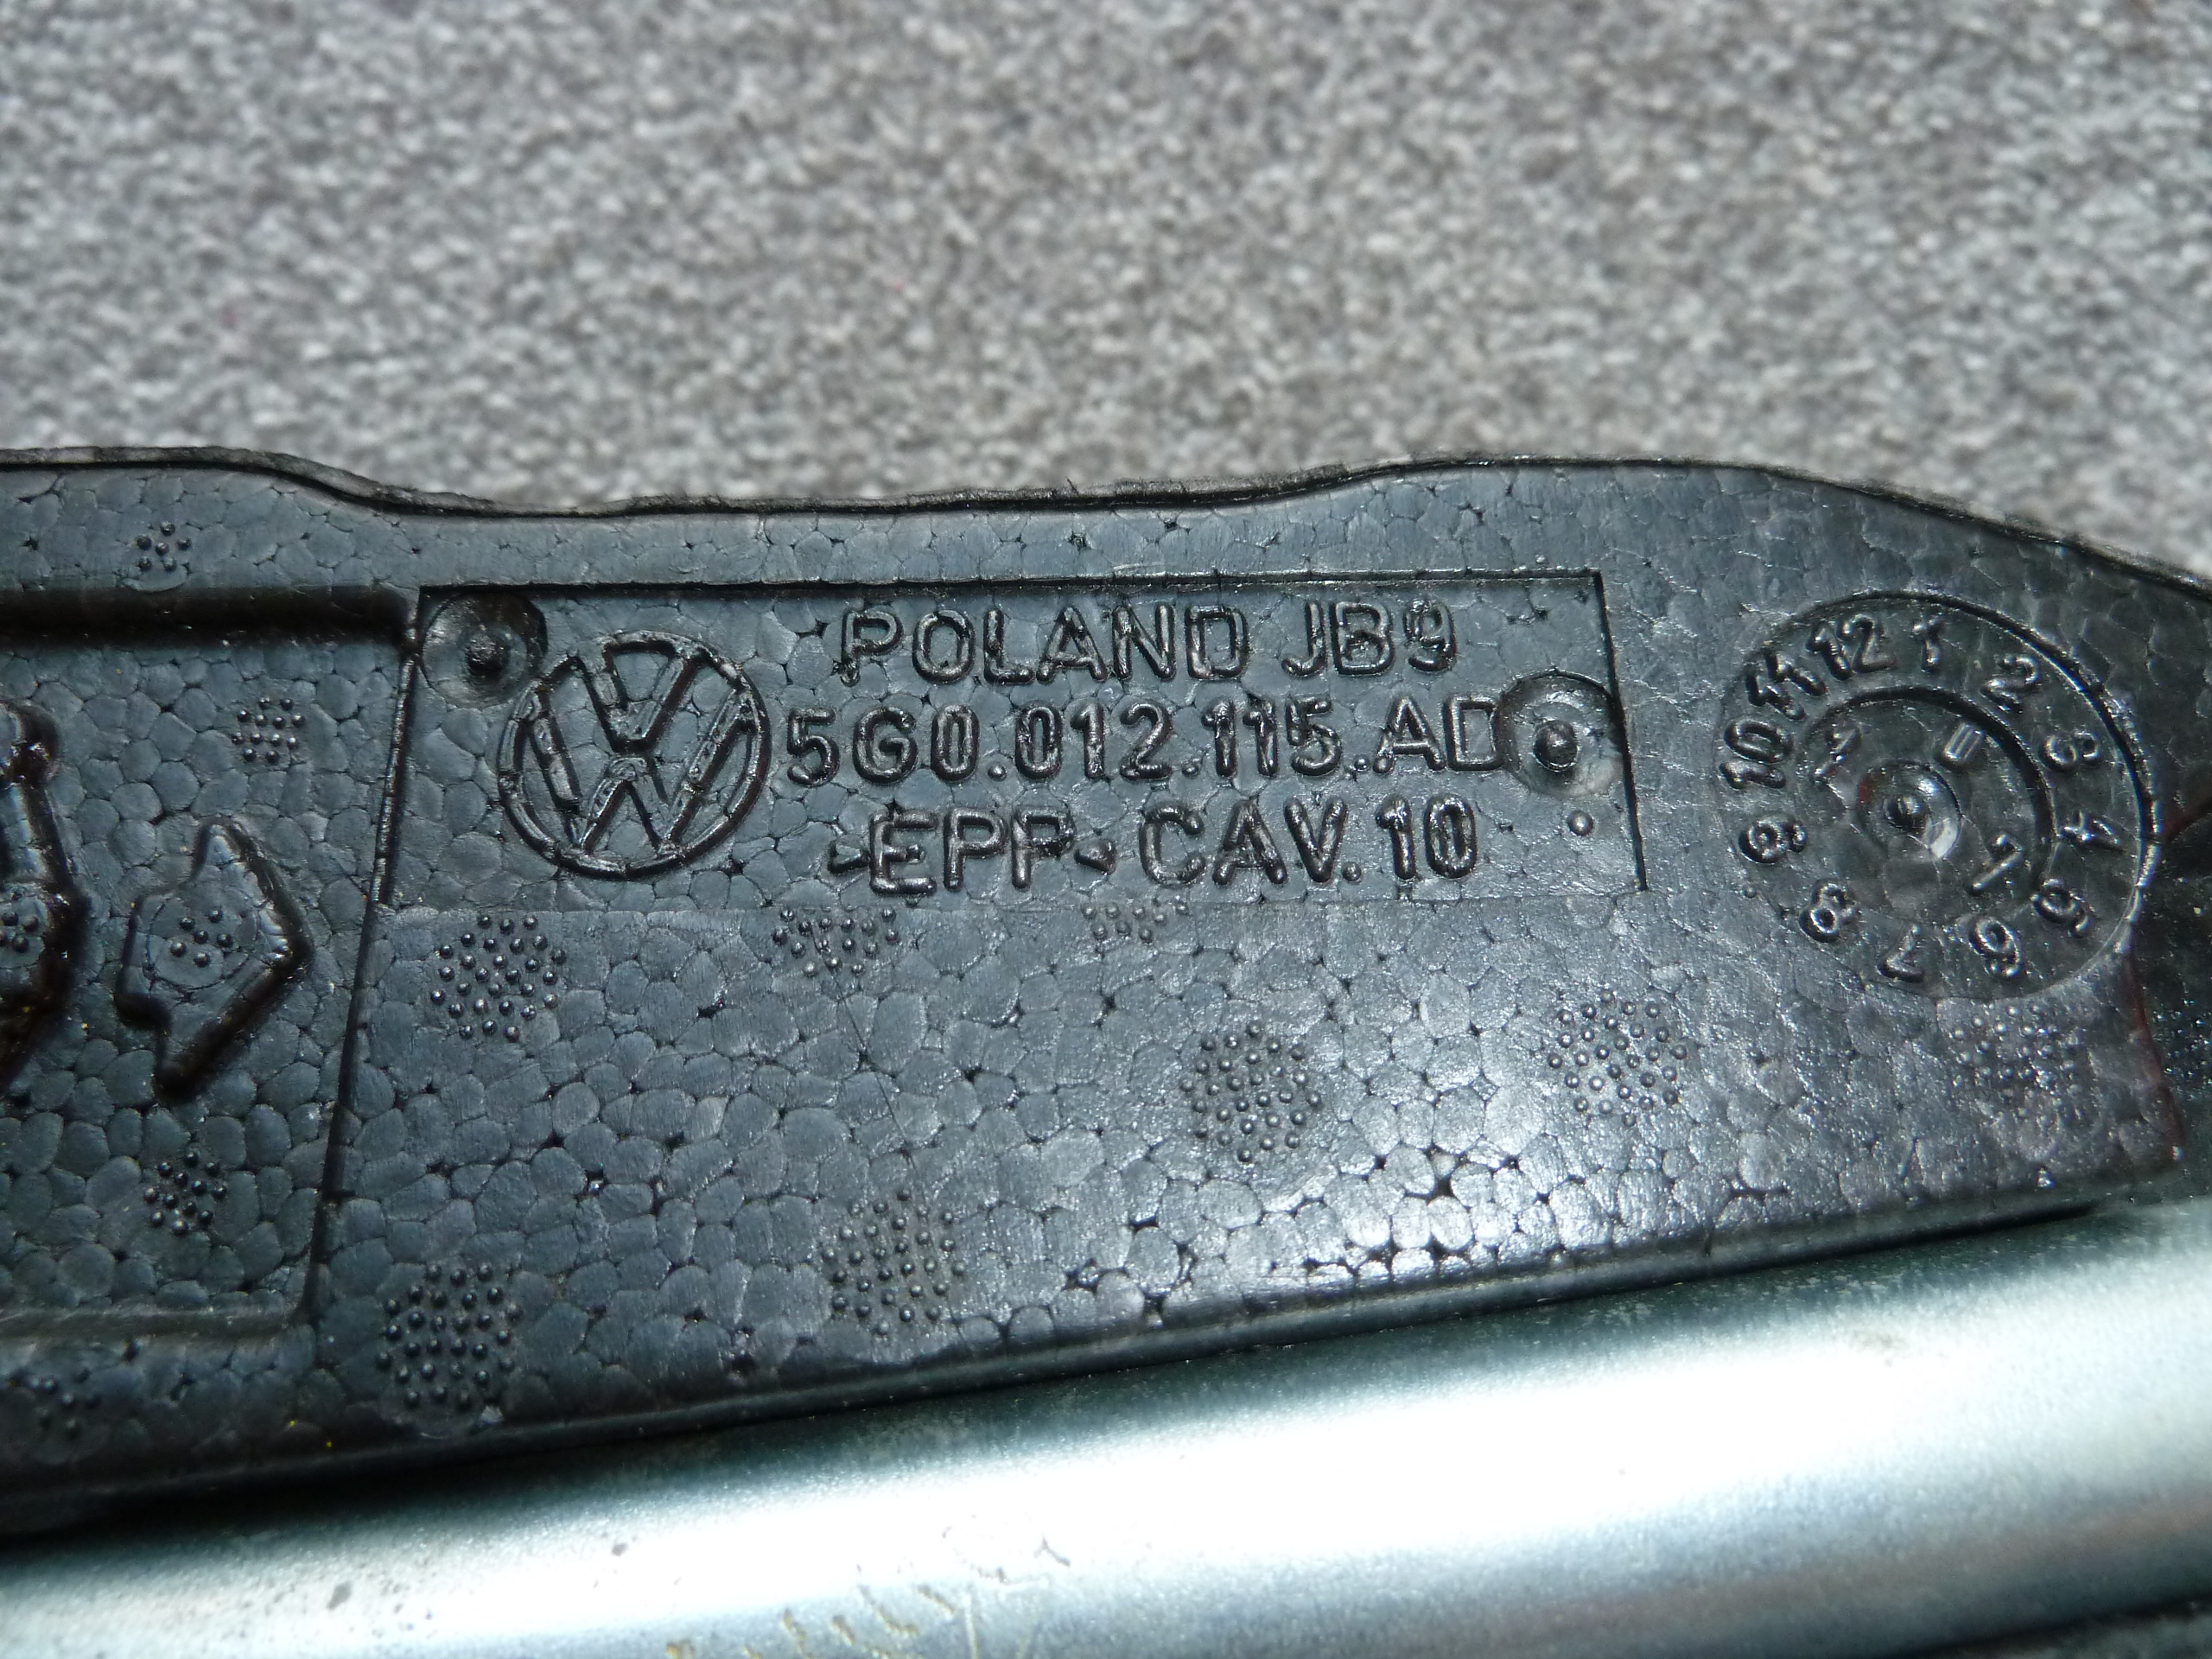 POLAND JB9
5G0.012.115.AD
>EPP< CAV.10
12 1 2 3 4 5 6 7 8 9 10 11